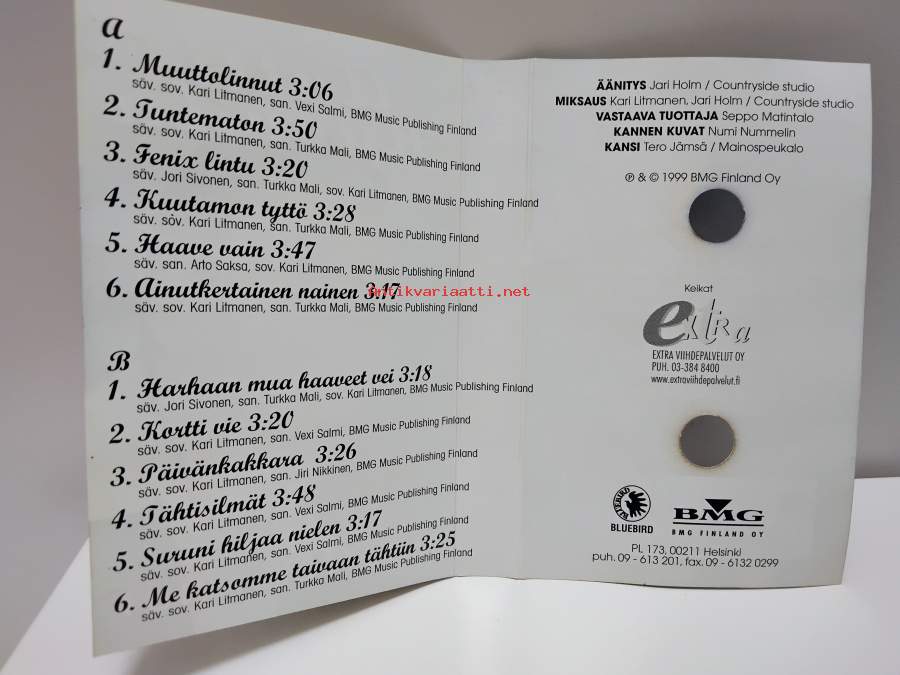 A
1. Muuttolinnut 3:06
säv. sov. Kari Litmanen, san. Vexi Salmi, BMG Music Publishing Finland
2. Tuntematon 3:50
säv. sov. Kari Litmanen, san. Turkka Mali, BMG Music Publishing Finland
3. Fenix lintu 3:20
säv. Jori Sivonen, san. Turkka Mali, sov. Kari Litmanen, BMG Music Publishing Finland
4. Kuutamon tyttö 3:28
säv. sov. Kari Litmanen, san. Turkka Mali, BMG Music Publishing Finland
5. Haave vain 3:47
säv. san. Arto Saksa, sov. Kari Litmanen, BMG Music Publishing Finland
6. Ainutkertainen nainen 3:17
säv. sov. Kari Litmanen, san. Turkka Mali, BMG Music Publishing Finland
B
1. Harhaan mua haaveet vei 3:18
säv. Jori Sivonen, san. Turkka Mali, sov. Kari Litmanen, BMG Music Publishing Finland
2. Kortti vie 3:20
säv. sov. Kari Litmanen, san. Vexi Salmi, BMG Music Publishing Finland
3. Päivänkakkara 3:26
säv. sov. Kari Litmanen, san. Jiri Nikkinen, BMG Music Publishing Finland
4. Tähtisilmät 3:48
säv. sov. Kari Litmanen, san. Vexi Salmi, BMG Music Publishing Finland
5. Suruni hiljaa nielen 3:17
säv. sov. Kari Litmanen, san. Vexi Salmi, BMG Music Publishing Finland
6. Me katsomme taivaan tähtiin 3:25
säv. sov. Kari Litmanen, san. Turkka Mali, BMG Music Publishing Finland
ÄÄNITYS Jari Holm / Countryside studio
MIKSAUS Kari Litmanen, Jari Holm / Countryside studio
VASTAAVA TUOTTAJA Seppo Matintalo
KANNEN KUVAT Numi Nummelin
KANSI Tero Jämsä / Mainospeukalo
℗ & © 1999 BMG Finland Oy
antikvariaatti.net
Keikat
extra
EXTRA VIIHDEPALVELUT OY
PUH. 03-384 8400
www.extraviihdepalvelut.fi
BLUEBIRD
BLUEBIRD
BMG
BMG FINLAND OY
PL 173, 00211 Helsinki
puh. 09 - 613 201, fax. 09 - 6132 0299